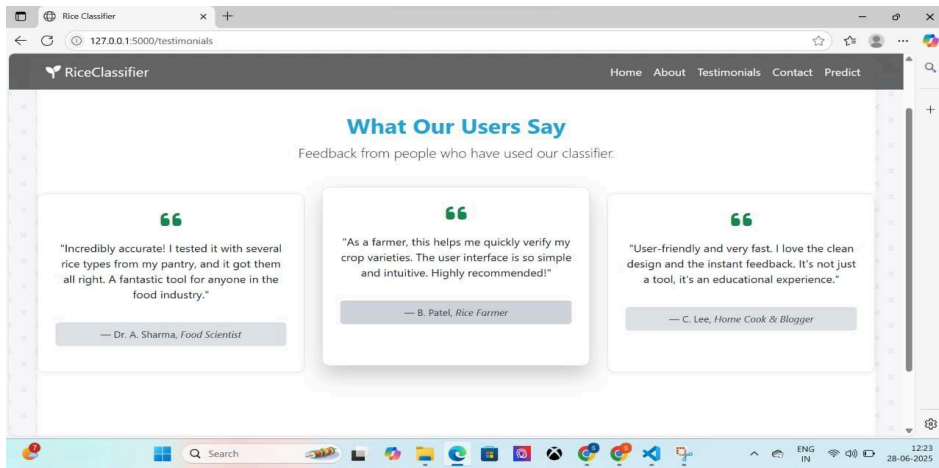 Rice Classifier
127.0.0.1:5000/testimonials
RiceClassifier
Home About Testimonials Contact Predict
What Our Users Say
Feedback from people who have used our classifier.
"Incredibly accurate! I tested it with several
rice types from my pantry, and it got them
all right. A fantastic tool for anyone in the
food industry."
— Dr. A. Sharma, Food Scientist
"As a farmer, this helps me quickly verify my
crop varieties. The user interface is so simple
and intuitive. Highly recommended!"
— B. Patel, Rice Farmer
"User-friendly and very fast. I love the clean
design and the instant feedback. It's not just
a tool, it's an educational experience."
— C. Lee, Home Cook & Blogger
7
Search
ENG
IN
12:23
28-06-2025